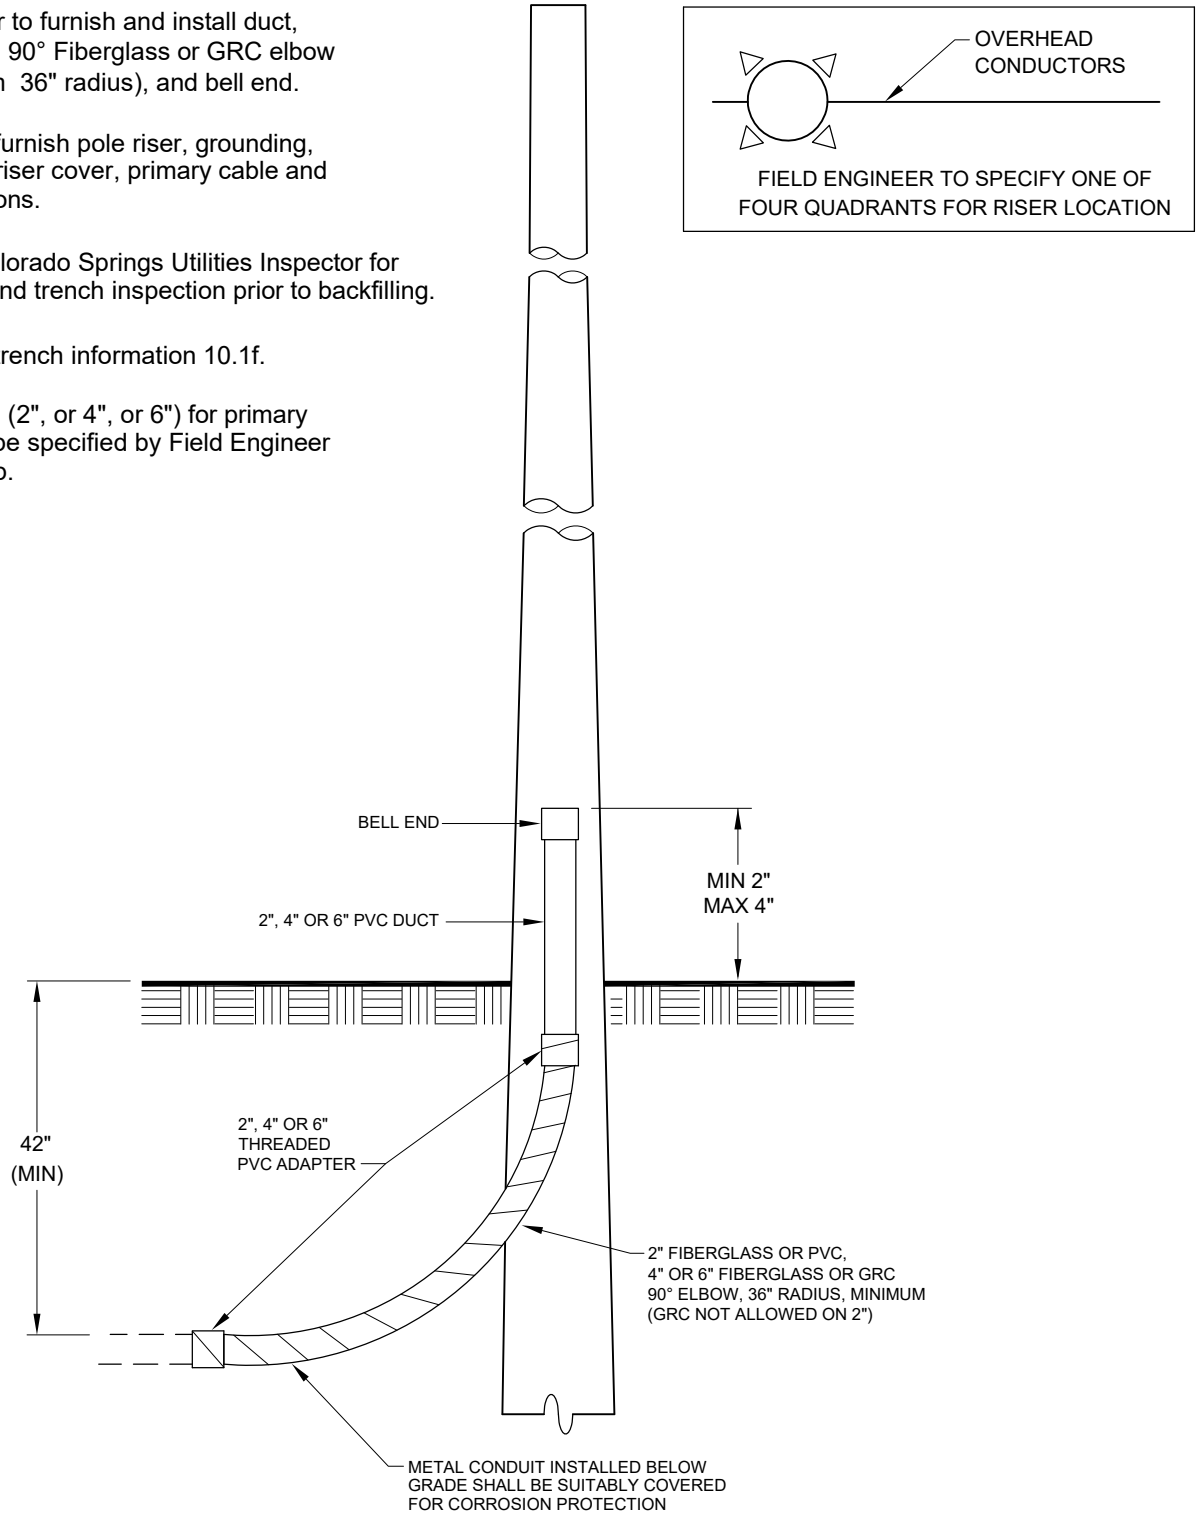 r to furnish and install duct,
90° Fiberglass or GRC elbow
36" radius), and bell end.
furnish pole riser, grounding,
riser cover, primary cable and
ons.
lorado Springs Utilities Inspector for
nd trench inspection prior to backfilling.
trench information 10.1f.
(2", or 4", or 6") for primary
be specified by Field Engineer
OVERHEAD
CONDUCTORS
FIELD ENGINEER TO SPECIFY ONE OF
FOUR QUADRANTS FOR RISER LOCATION
BELL END
MIN 2"
MAX 4"
2", 4" OR 6" PVC DUCT
42"
(MIN)
2", 4" OR 6"
THREADED
PVC ADAPTER
2" FIBERGLASS OR PVC,
4" OR 6" FIBERGLASS OR GRC
90° ELBOW, 36" RADIUS, MINIMUM
(GRC NOT ALLOWED ON 2")
METAL CONDUIT INSTALLED BELOW
GRADE SHALL BE SUITABLY COVERED
FOR CORROSION PROTECTION